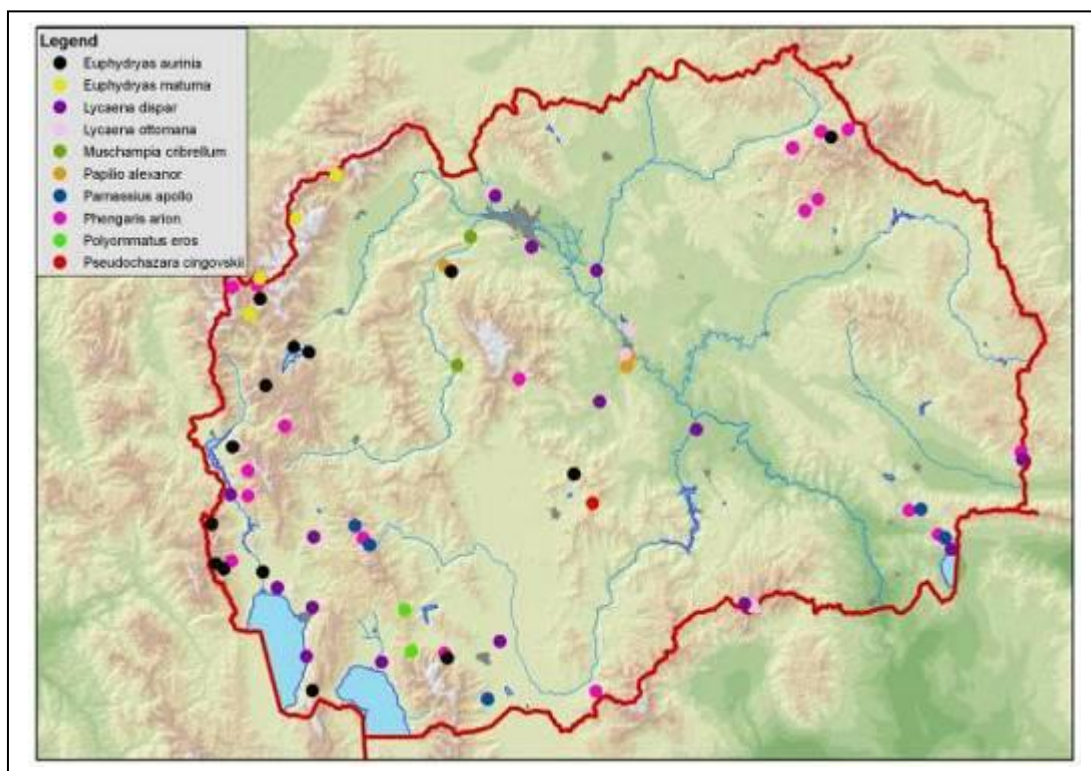 Legend
Euphydryas aurinia
Euphydryas maturna
Lycaena dispar
Lycaena ottomana
Muschampia cribrellum
Papilio alexanor
Parnassius apollo
Phengaris arion
Polyommatus eros
Pseudochazara cingovskii